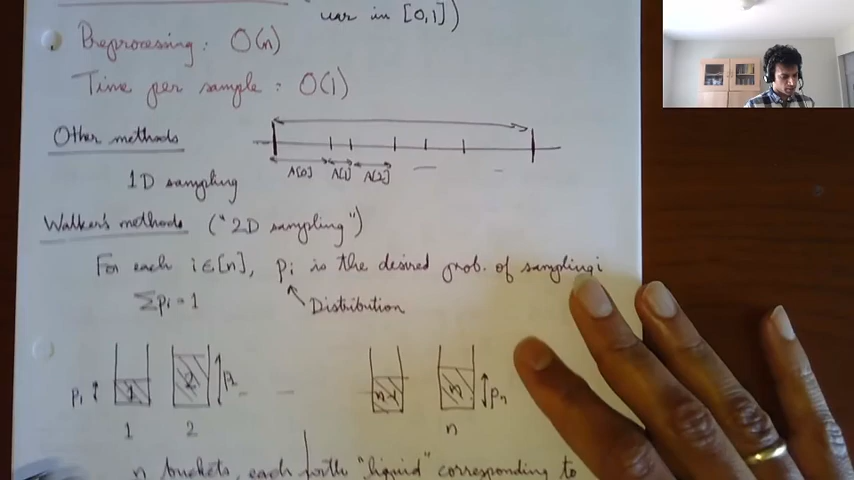 uar in [0,1])
Preprocessing: O(n)
Time per sample: O(1)
Other methods
A[0] A[1] A[2]
1D sampling
Walker's methods ("2D sampling")
For each i∈[n], pi is the desired prob. of sampling i
∑pi = 1
Distribution
p1 1 2 p2 n-1 n pn
1 2 n
n buckets, each with "liquid" corresponding to